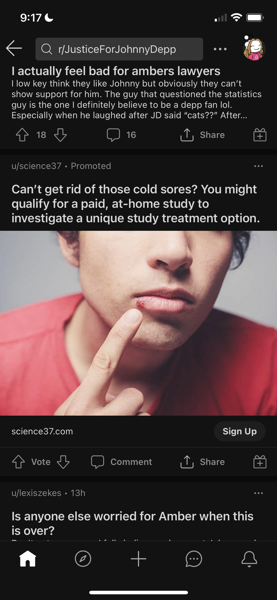 9:17
r/JusticeForJohnnyDepp
I actually feel bad for ambers lawyers
I low key think they like Johnny but obviously they can't
show support for him. The guy that questioned the statistics
guy is the one I definitely believe to be a depp fan lol.
Especially when he laughed after JD said "cats??" After...
18
16
Share
u/science37 • Promoted
Can't get rid of those cold sores? You might
qualify for a paid, at-home study to
investigate a unique study treatment option.
science37.com
Sign Up
Vote
Comment
Share
u/lexiszekes • 13h
Is anyone else worried for Amber when this
is over?